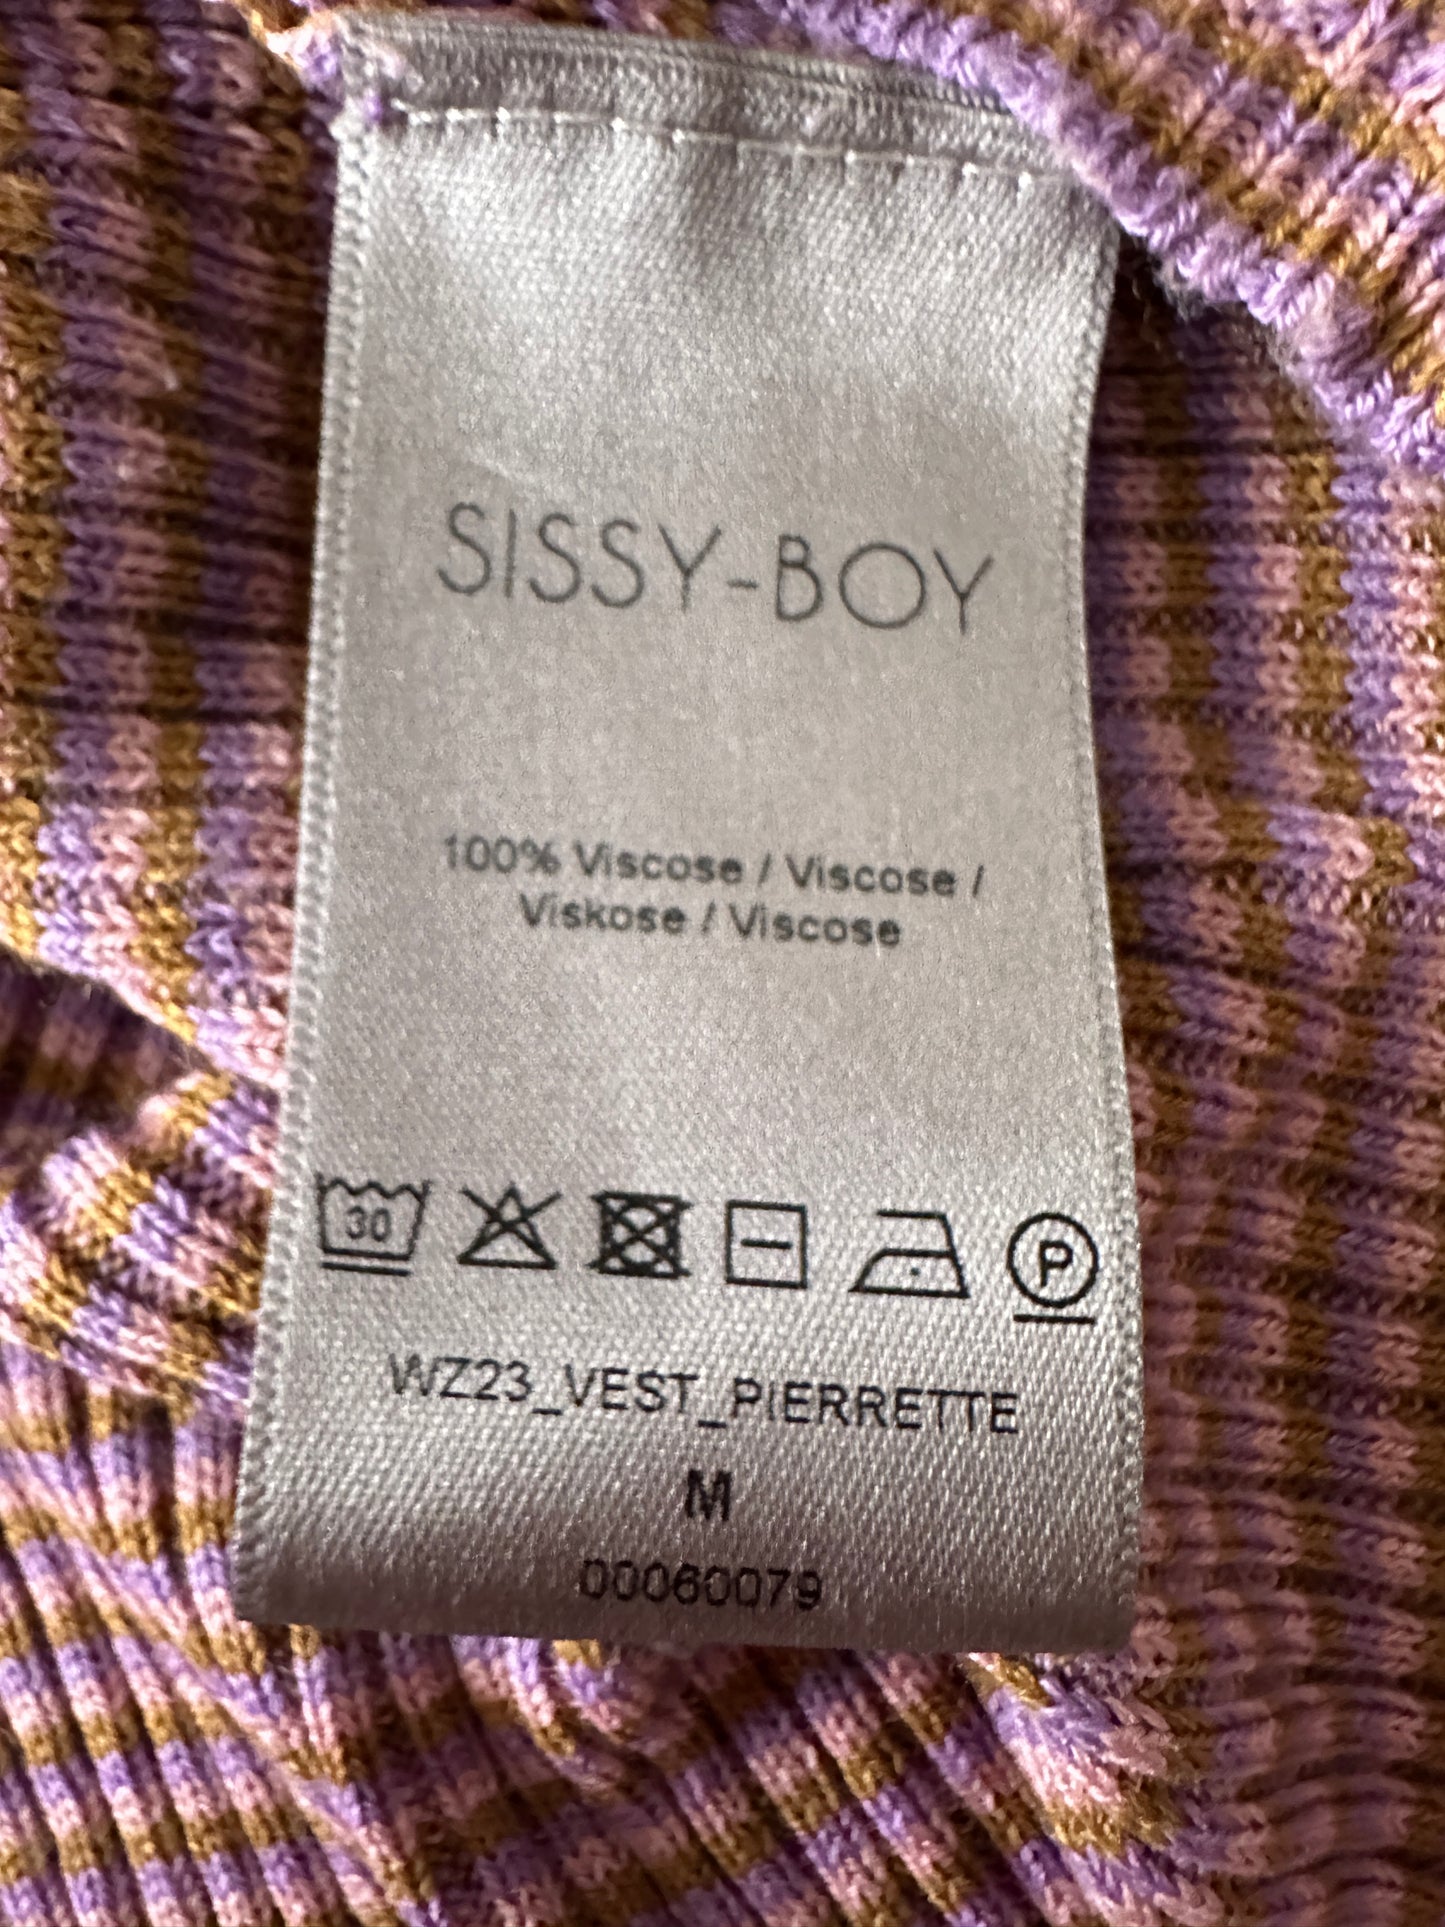 SISSY-BOY
100% Viscose / Viscose /
Viskose / Viscose
30
P
WZ23_VEST_PIERRETTE
M
00060079